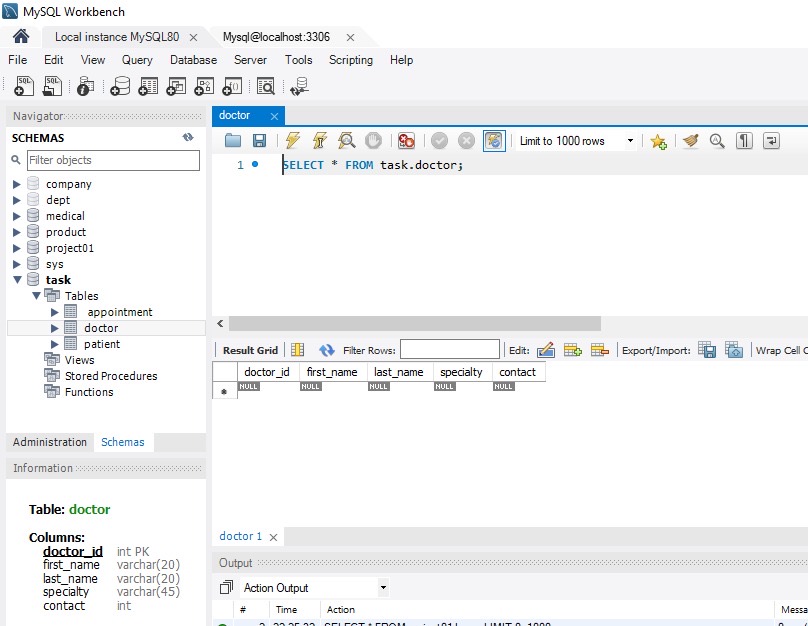 MySQL Workbench
Local instance MySQL80
Mysql@localhost:3306
File Edit View Query Database Server Tools Scripting Help
Navigator
SCHEMAS
Filter objects
company
dept
medical
product
project01
sys
task
Tables
appointment
doctor
patient
Views
Stored Procedures
Functions
Administration Schemas
Information
Table: doctor
Columns:
doctor_id int PK
first_name varchar(20)
last_name varchar(20)
specialty varchar(45)
contact int
doctor
Limit to 1000 rows
1 SELECT * FROM task.doctor;
Result Grid Filter Rows: Edit: Export/Import: Wrap Cell C
doctor_id first_name last_name specialty contact
NULL NULL NULL NULL NULL
doctor 1
Output
Action Output
# Time Action Messa